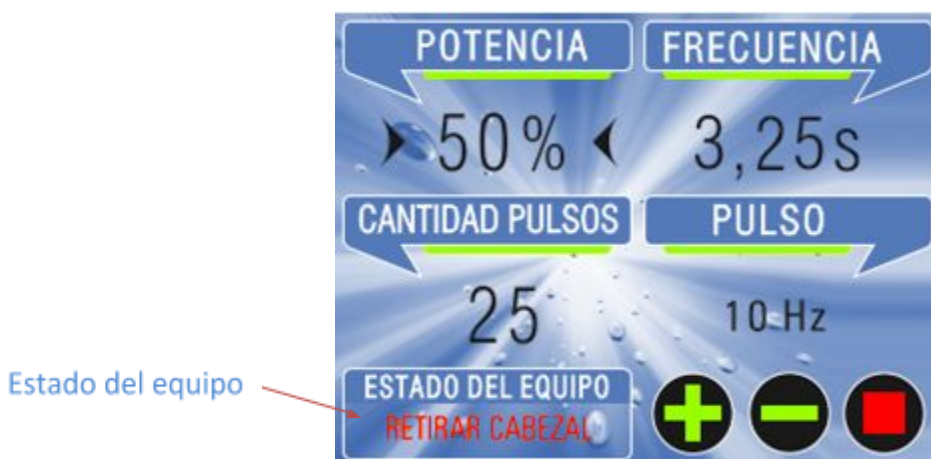 POTENCIA
FRECUENCIA
50%
3,25s
CANTIDAD PULSOS
PULSO
25
10 Hz
Estado del equipo
ESTADO DEL EQUIPO
RETIRAR CABEZAL